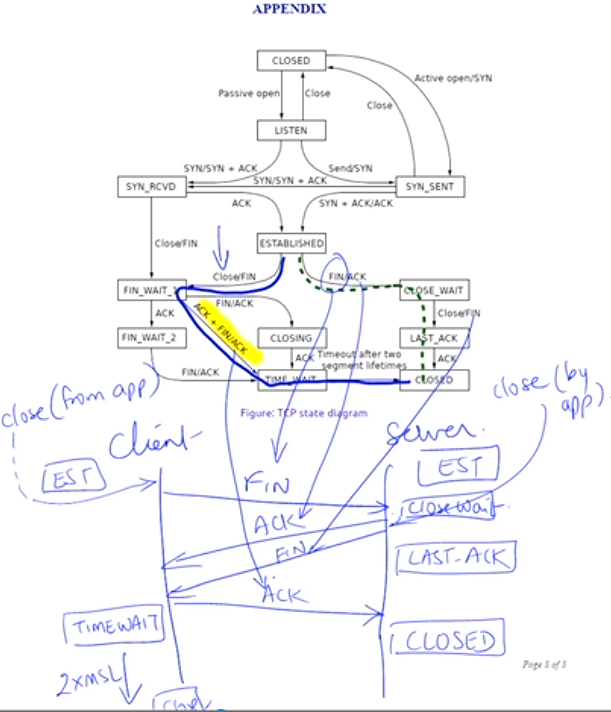 APPENDIX
CLOSED
Active open/SYN
Passive open
Close
Close
LISTEN
SYN/SYN + ACK
Send/SYN
SYN/SYN + ACK
SYN_RCVD
SYN_SENT
ACK
SYN + ACK/ACK
Close/FIN
ESTABLISHED
Close/FIN
FIN/ACK
FIN_WAIT_1
CLOSE_WAIT
FIN/ACK
ACK
ACK + FIN/ACK
Close/FIN
FIN_WAIT_2
CLOSING
LAST_ACK
ACK
Timeout after two
segment lifetimes
ACK
FIN/ACK
TIME_WAIT
CLOSED
Figure: TCP state diagram
close (from app)
close (by
app).
Client
Server.
EST
EST
FIN
Close Wait
ACK
FIN
LAST-ACK
ACK
TIMEWAIT
CLOSED
2xMSL
Page 8 of 8